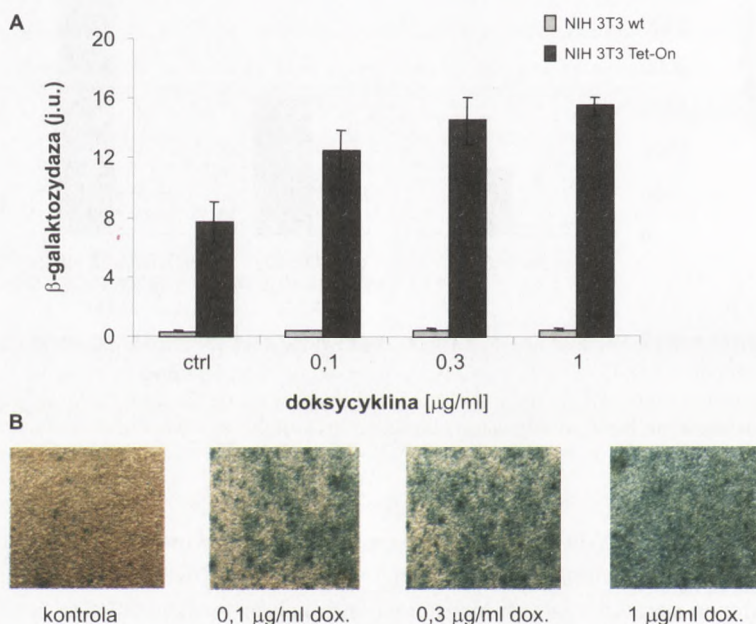 A
NIH 3T3 wt
NIH 3T3 Tet-On
β-galaktozydaza (j.u.)
20
16
12
8
4
0
ctrl
0,1
0,3
1
doksycyklina [μg/ml]
B
kontrola
0,1 μg/ml dox.
0,3 μg/ml dox.
1 μg/ml dox.